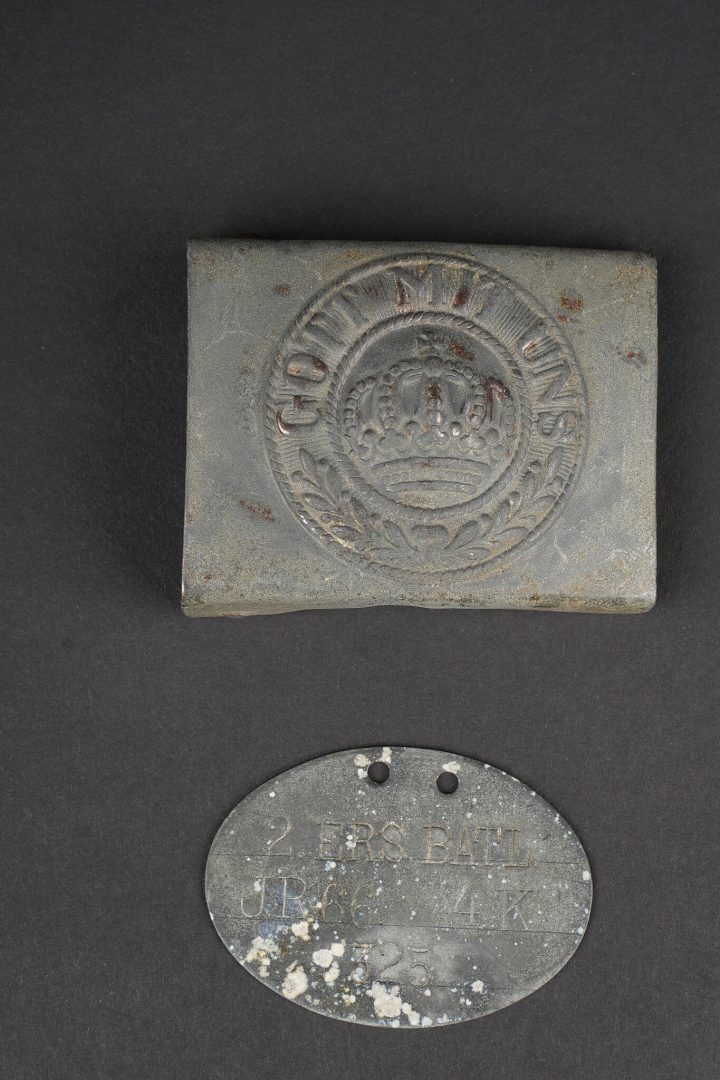 GOTT MIT UNS
2. ERS. BATL.
J.R. 66 4. K.
325